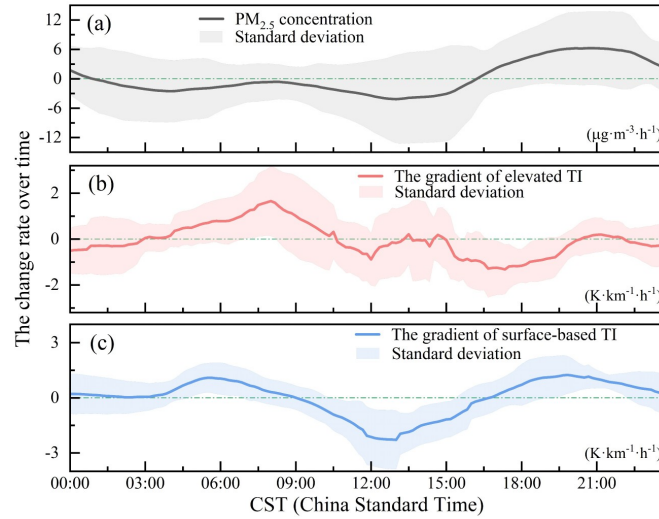 (a)
PM₂.₅ concentration
Standard deviation
12
6
0
-6
-12
(μg·m⁻³·h⁻¹)
(b)
The gradient of elevated TI
Standard deviation
2
0
-2
(K·km⁻¹·h⁻¹)
(c)
The gradient of surface-based TI
Standard deviation
3
0
-3
(K·km⁻¹·h⁻¹)
The change rate over time
00:00 03:00 06:00 09:00 12:00 15:00 18:00 21:00
CST (China Standard Time)